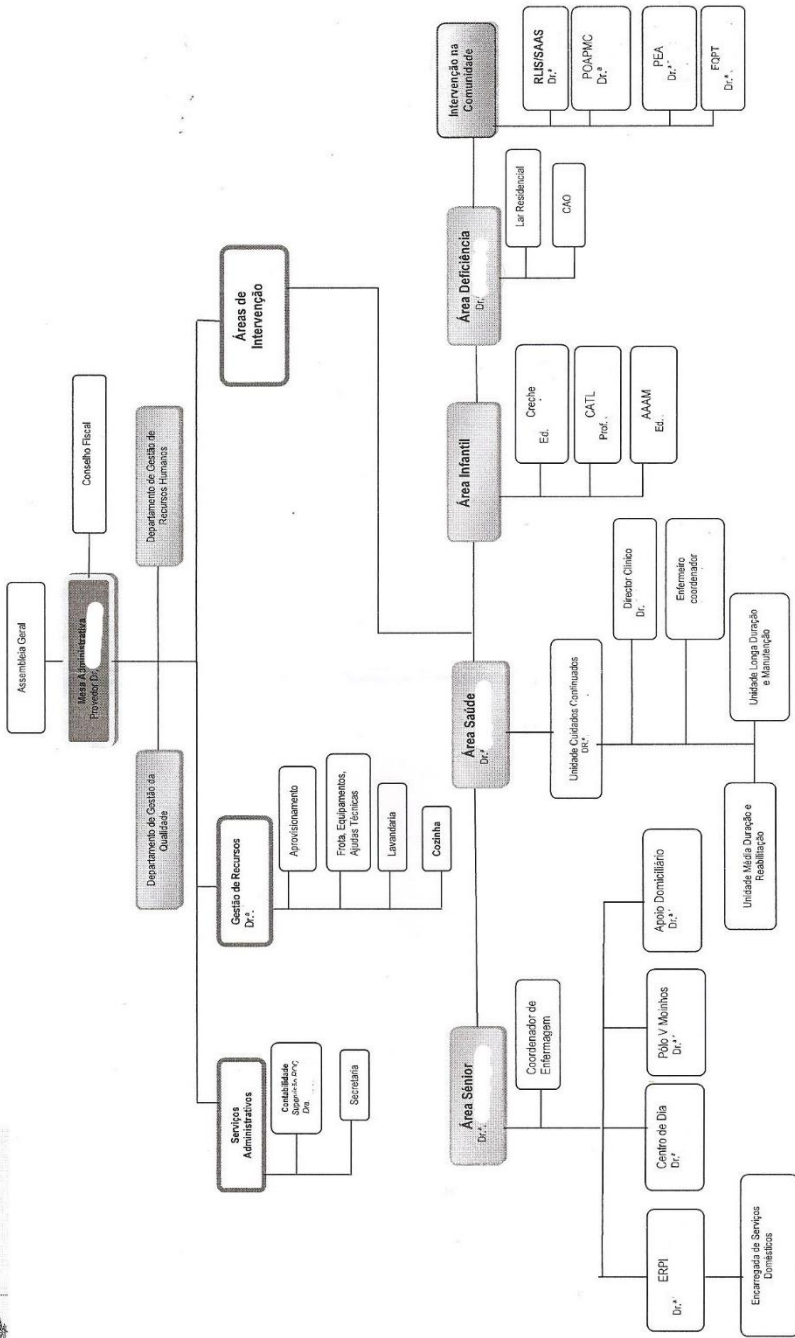 Assembleia Geral
Mesa Administrativa
Provedor Dr.
Conselho Fiscal
Departamento de Gestão da
Qualidade
Departamento de Gestão de
Recursos Humanos
Serviços
Administrativos
Contabilidade
Dra.
Secretaria
Gestão de Recursos
Dr.ª
Aprovisionamento
Frota, Equipamentos,
Ajudas Técnicas
Lavandaria
Cozinha
Áreas de
Intervenção
Área Sénior
Dr.ª
Coordenador de
Enfermagem
ERPI
Dr.ª
Encarregada de Serviços
Domésticos
Centro de Dia
Dr.ª
Pólo V Moinhos
Dr.ª
Apoio Domiciliário
Dr.ª
Área Saúde
Dr.ª
Unidade Cuidados Continuados
DR.ª
Director Clínico
Dr.
Enfermeiro
coordenador
Unidade Média Duração e
Reabilitação
Unidade Longa Duração
e Manutenção
Área Infantil
Creche
Ed.
CATL
Prof.
AAAM
Ed.
Área Deficiência
Dr.
Lar Residencial
CAO
Intervenção na
Comunidade
RLIS/SAAS
Dr.ª
POAPMC
Dr.ª
PEA
Dr.ª
FQPT
Dr.ª